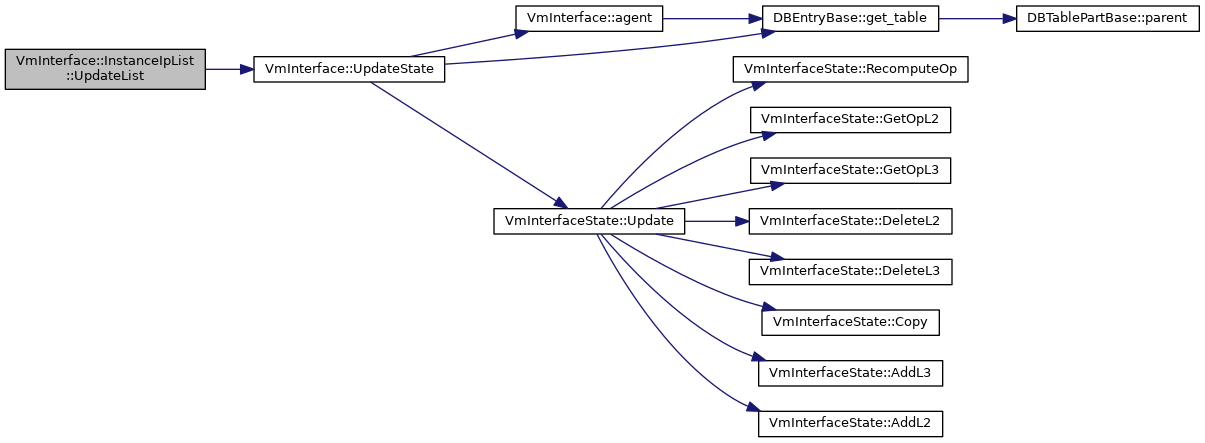 VmInterface::InstanceIpList
::UpdateList
VmInterface::UpdateState
VmInterface::agent
DBEntryBase::get_table
DBTablePartBase::parent
VmInterfaceState::Update
VmInterfaceState::RecomputeOp
VmInterfaceState::GetOpL2
VmInterfaceState::GetOpL3
VmInterfaceState::DeleteL2
VmInterfaceState::DeleteL3
VmInterfaceState::Copy
VmInterfaceState::AddL3
VmInterfaceState::AddL2